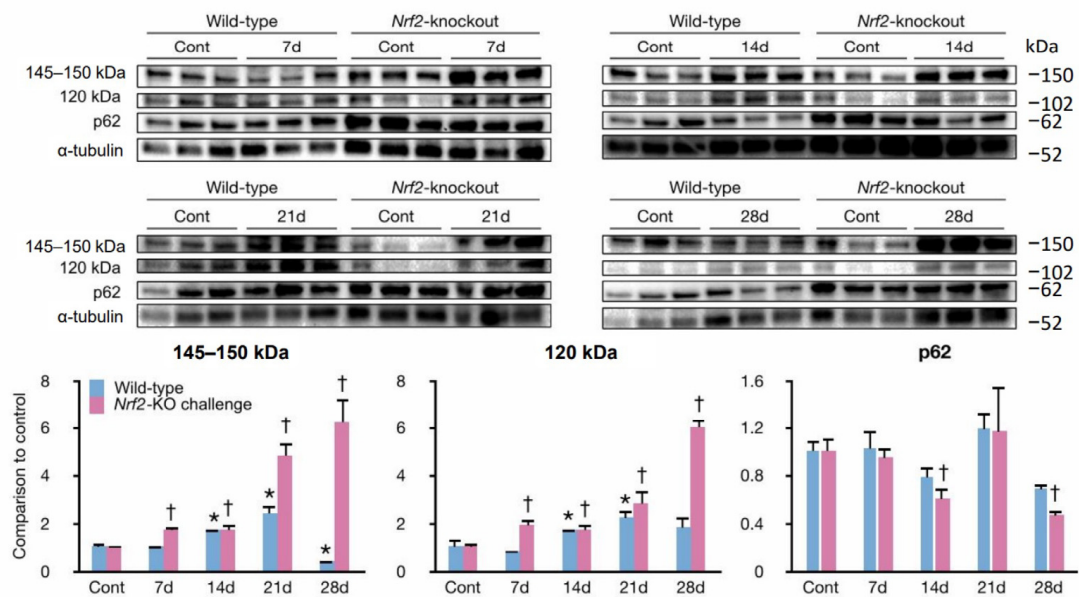 Wild-type Nrf2-knockout Wild-type Nrf2-knockout
Cont 7d Cont 7d Cont 14d Cont 14d kDa
145–150 kDa –150
120 kDa –102
p62 –62
α-tubulin –52
Wild-type Nrf2-knockout Wild-type Nrf2-knockout
Cont 21d Cont 21d Cont 28d Cont 28d
145–150 kDa –150
120 kDa –102
p62 –62
α-tubulin –52
145–150 kDa 120 kDa p62
Comparison to control
8 6 4 2 0
Wild-type
Nrf2-KO challenge
† † † †
* * *
Cont 7d 14d 21d 28d
8 6 4 2 0
† † † †
* *
Cont 7d 14d 21d 28d
1.6 1.2 0.8 0.4 0
† †
Cont 7d 14d 21d 28d